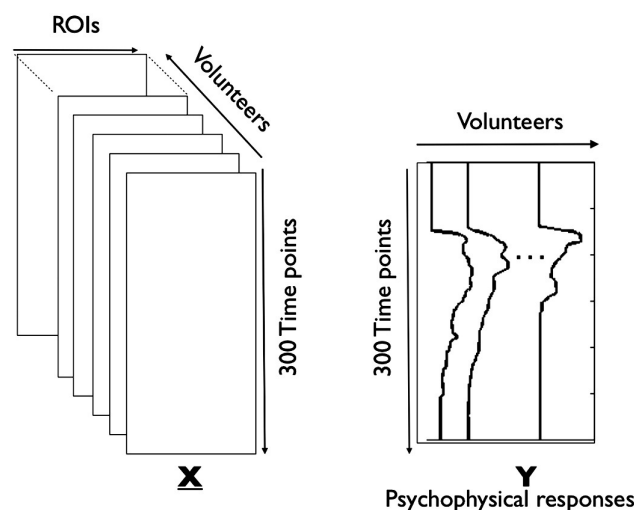 ROIs
Volunteers
300 Time points
X
Volunteers
300 Time points
Y
Psychophysical responses